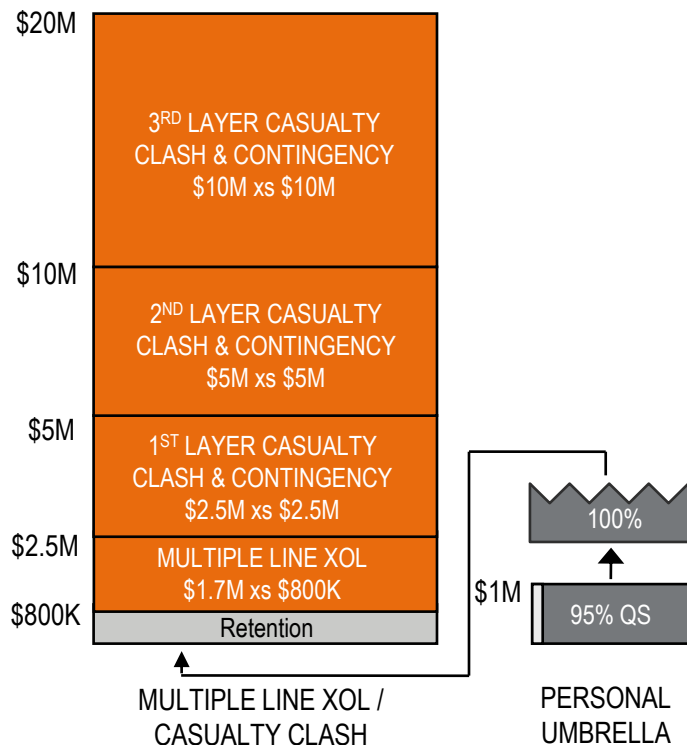 $20M
3RD LAYER CASUALTY
CLASH & CONTINGENCY
$10M xs $10M
$10M
2ND LAYER CASUALTY
CLASH & CONTINGENCY
$5M xs $5M
$5M
1ST LAYER CASUALTY
CLASH & CONTINGENCY
$2.5M xs $2.5M
$2.5M
MULTIPLE LINE XOL
$1.7M xs $800K
$800K
Retention
MULTIPLE LINE XOL /
CASUALTY CLASH
100%
$1M
95% QS
PERSONAL
UMBRELLA